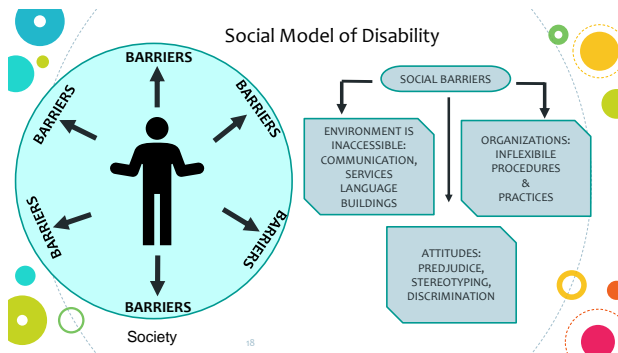 Social Model of Disability
BARRIERS
BARRIERS
BARRIERS
BARRIERS
BARRIERS
BARRIERS
Society
SOCIAL BARRIERS
ENVIRONMENT IS
INACCESSIBLE:
COMMUNICATION,
SERVICES
LANGUAGE
BUILDINGS
ORGANIZATIONS:
INFLEXIBILE
PROCEDURES
&
PRACTICES
ATTITUDES:
PREDJUDICE,
STEREOTYPING,
DISCRIMINATION
18